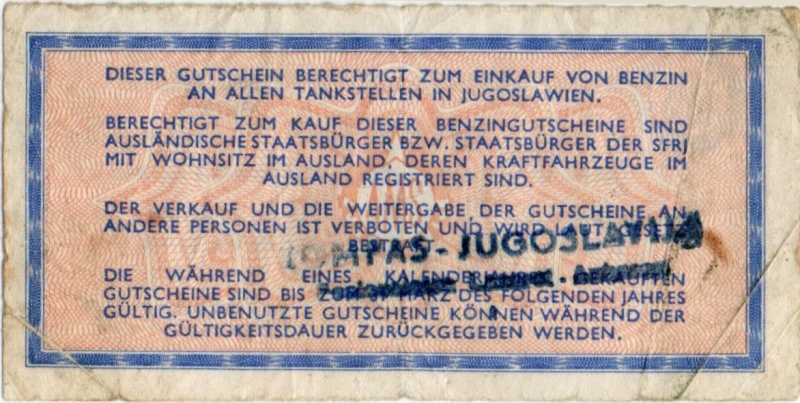 DIESER GUTSCHEIN BERECHTIGT ZUM EINKAUF VON BENZIN
AN ALLEN TANKSTELLEN IN JUGOSLAWIEN.
BERECHTIGT ZUM KAUF DIESER BENZINGUTSCHEINE SIND
AUSLÄNDISCHE STAATSBÜRGER BZW. STAATSBÜRGER DER SFRJ
MIT WOHNSITZ IM AUSLAND, DEREN KRAFTFAHRZEUGE IM
AUSLAND REGISTRIERT SIND.
DER VERKAUF UND DIE WEITERGABE DER GUTSCHEINE AN
ANDERE PERSONEN IST VERBOTEN UND WIRD LAUT GESETZ
BESTRAFT.
KOMPAS - JUGOSLAVIJA
DIE WÄHREND EINES KALENDERJAHRES GEKAUFTEN
GUTSCHEINE SIND BIS ZUM 31 MÄRZ DES FOLGENDEN JAHRES
GÜLTIG. UNBENUTZTE GUTSCHEINE KÖNNEN WÄHREND DER
GÜLTIGKEITSDAUER ZURÜCKGEGEBEN WERDEN.